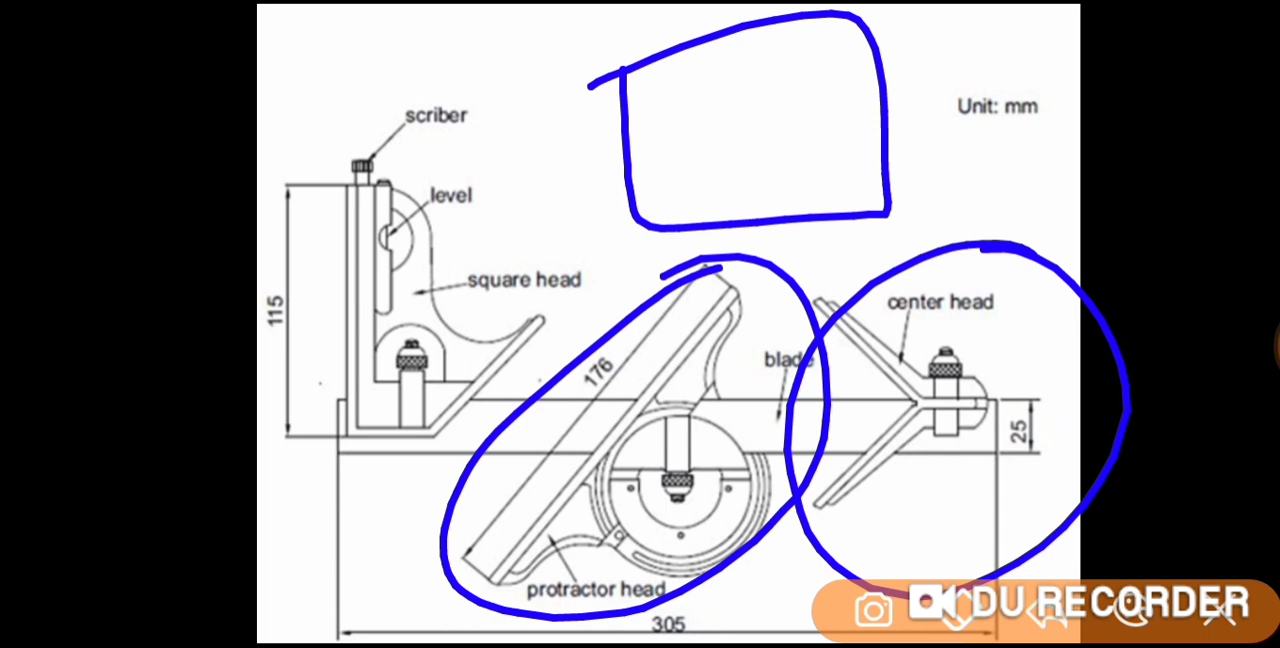 scriber
Unit: mm
level
square head
center head
115
176
blade
25
protractor head
305
DU RECORDER